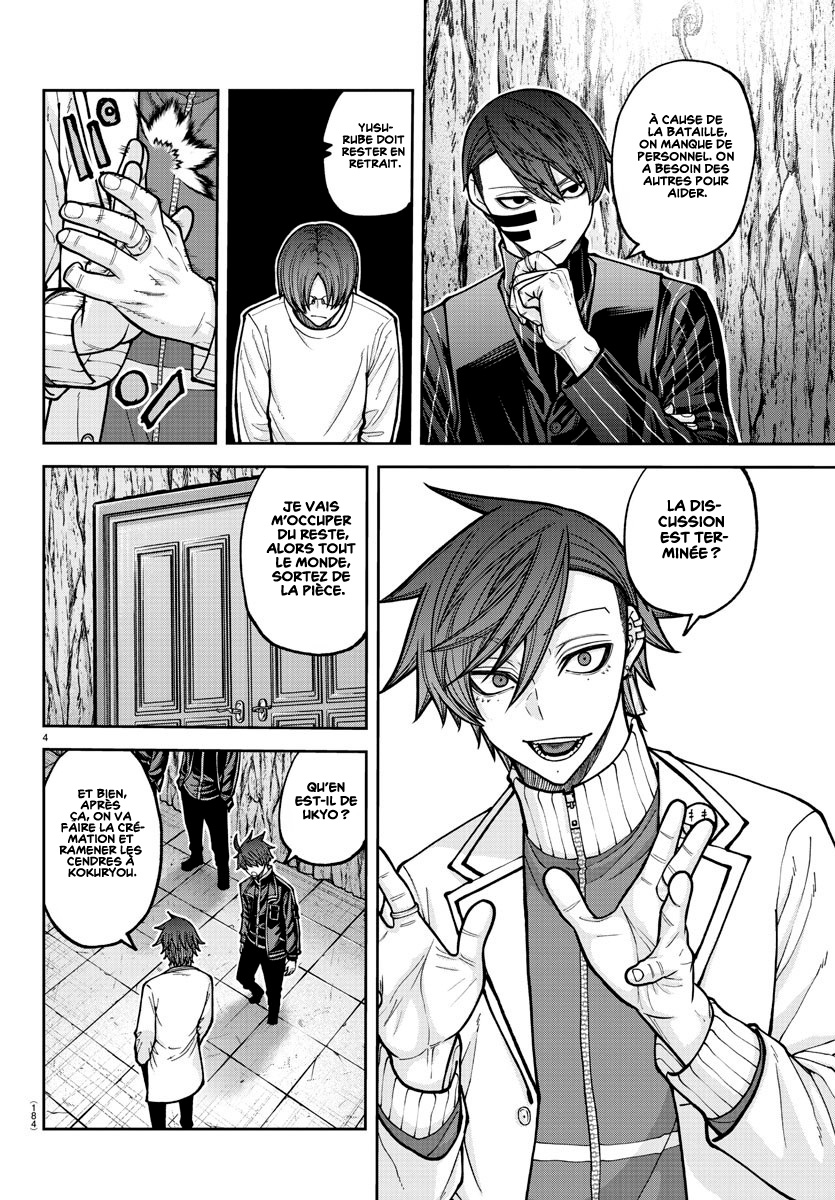 À CAUSE DE
LA BATAILLE,
ON MANQUE DE
PERSONNEL. ON
A BESOIN DES
AUTRES POUR
AIDER.
YUSU-
RUBE DOIT
RESTER EN
RETRAIT.
LA DIS-
CUSSION
EST TER-
MINÉE ?
JE VAIS
M'OCCUPER
DU RESTE,
ALORS TOUT
LE MONDE,
SORTEZ DE
LA PIÈCE.
4
QU'EN
EST-IL DE
UKYO ?
ET BIEN,
APRÈS
ÇA, ON VA
FAIRE LA CRÉ-
MATION ET
RAMENER LES
CENDRES À
KOKURYOU.
(184)